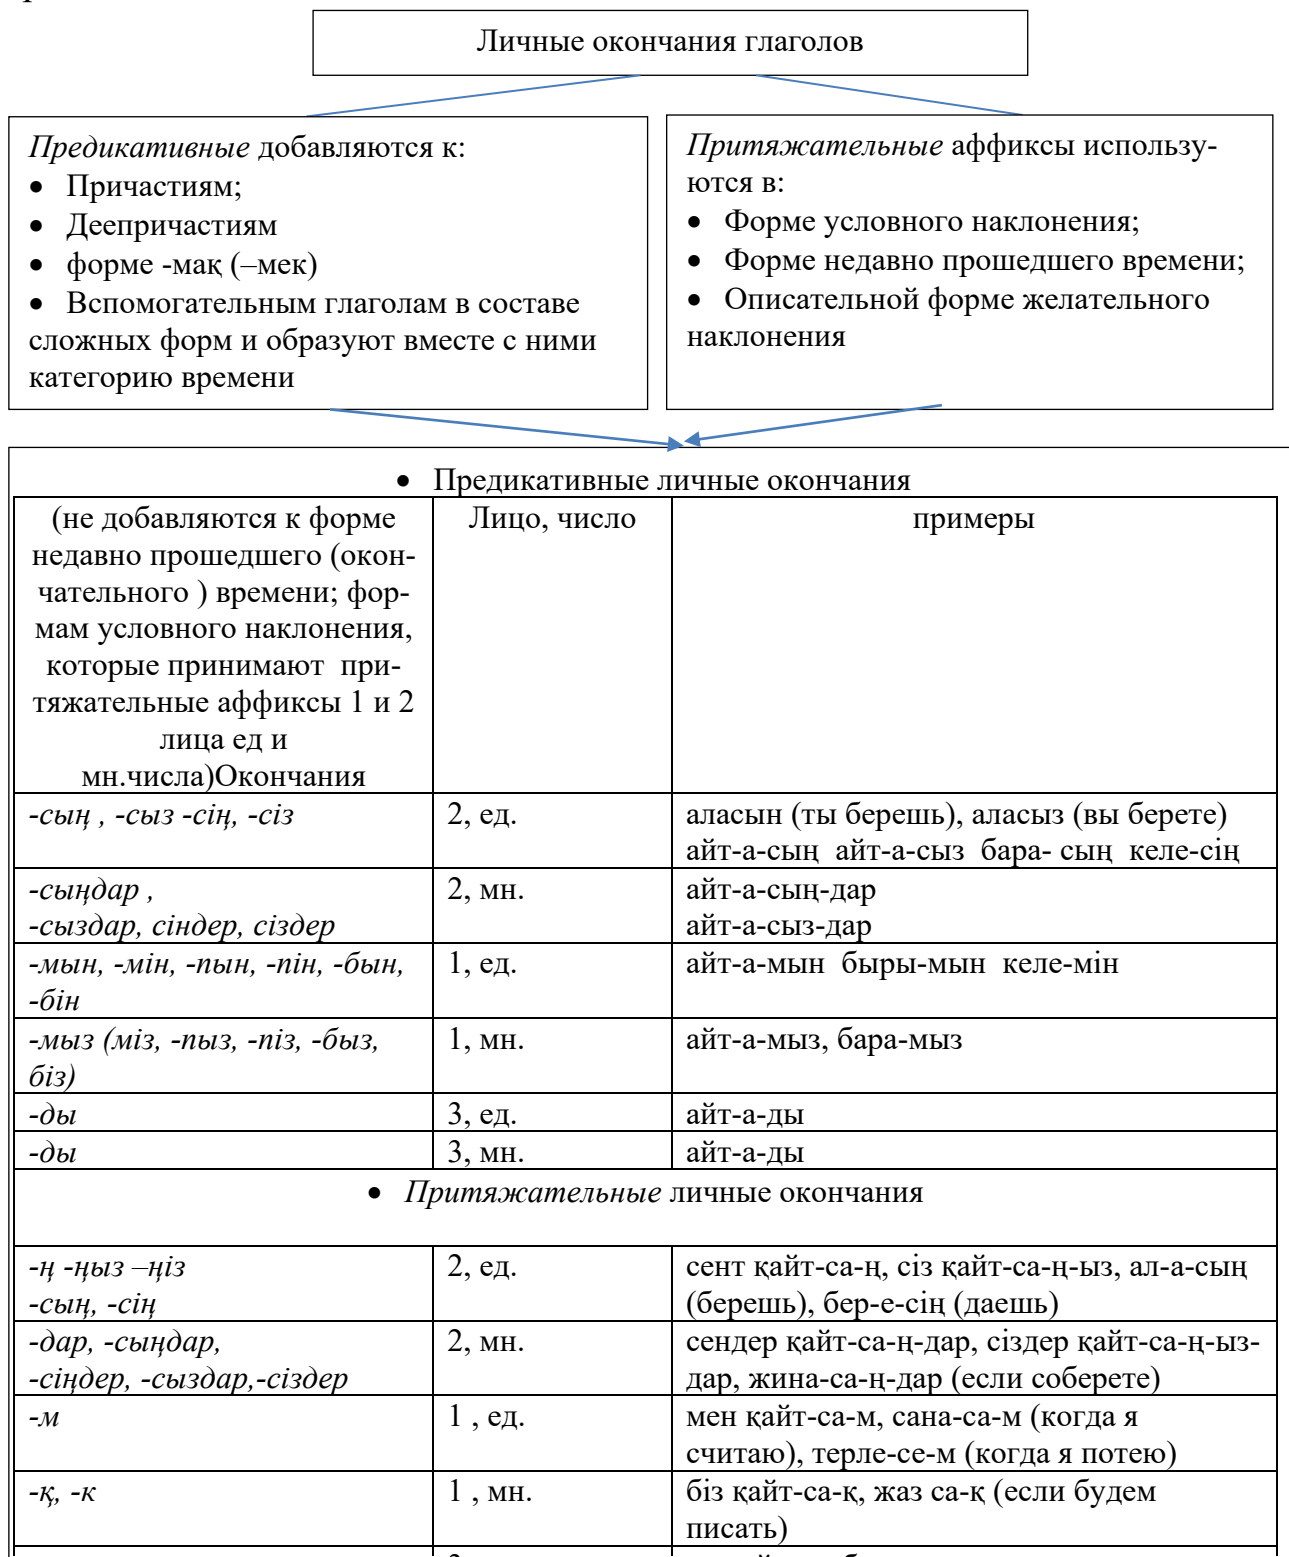 Личные окончания глаголов
Предикативные добавляются к:
• Причастиям;
• Деепричастиям
• форме -мақ (–мек)
• Вспомогательным глаголам в составе
сложных форм и образуют вместе с ними
категорию времени
Притяжательные аффиксы использу-
ются в:
• Форме условного наклонения;
• Форме недавно прошедшего времени;
• Описательной форме желательного
наклонения
• Предикативные личные окончания
(не добавляются к форме
недавно прошедшего (окон-
чательного ) времени; фор-
мам условного наклонения,
которые принимают при-
тяжательные аффиксы 1 и 2
лица ед и
мн.числа)Окончания
Лицо, число
примеры
-сың , -сыз -сің, -сіз
2, ед.
аласын (ты берешь), аласыз (вы берете)
айт-а-сың айт-а-сыз бара- сың келе-сің
-сыңдар ,
-сыздар, сіндер, сіздер
2, мн.
айт-а-сың-дар
айт-а-сыз-дар
-мын, -мін, -пын, -пін, -бын,
-бін
1, ед.
айт-а-мын быры-мын келе-мін
-мыз (міз, -пыз, -піз, -быз,
біз)
1, мн.
айт-а-мыз, бара-мыз
-ды
3, ед.
айт-а-ды
-ды
3, мн.
айт-а-ды
• Притяжательные личные окончания
-ң -ңыз –ңіз
-сың, -сің
2, ед.
сент қайт-са-ң, сіз қайт-са-ң-ыз, ал-а-сың
(берешь), бер-е-сің (даешь)
-дар, -сыңдар,
-сіңдер, -сыздар,-сіздер
2, мн.
сендер қайт-са-ң-дар, сіздер қайт-са-ң-ыз-
дар, жина-са-ң-дар (если соберете)
-м
1 , ед.
мен қайт-са-м, сана-са-м (когда я
считаю), терле-се-м (когда я потею)
-қ, -к
1 , мн.
біз қайт-са-қ, жаз са-қ (если будем
писать)